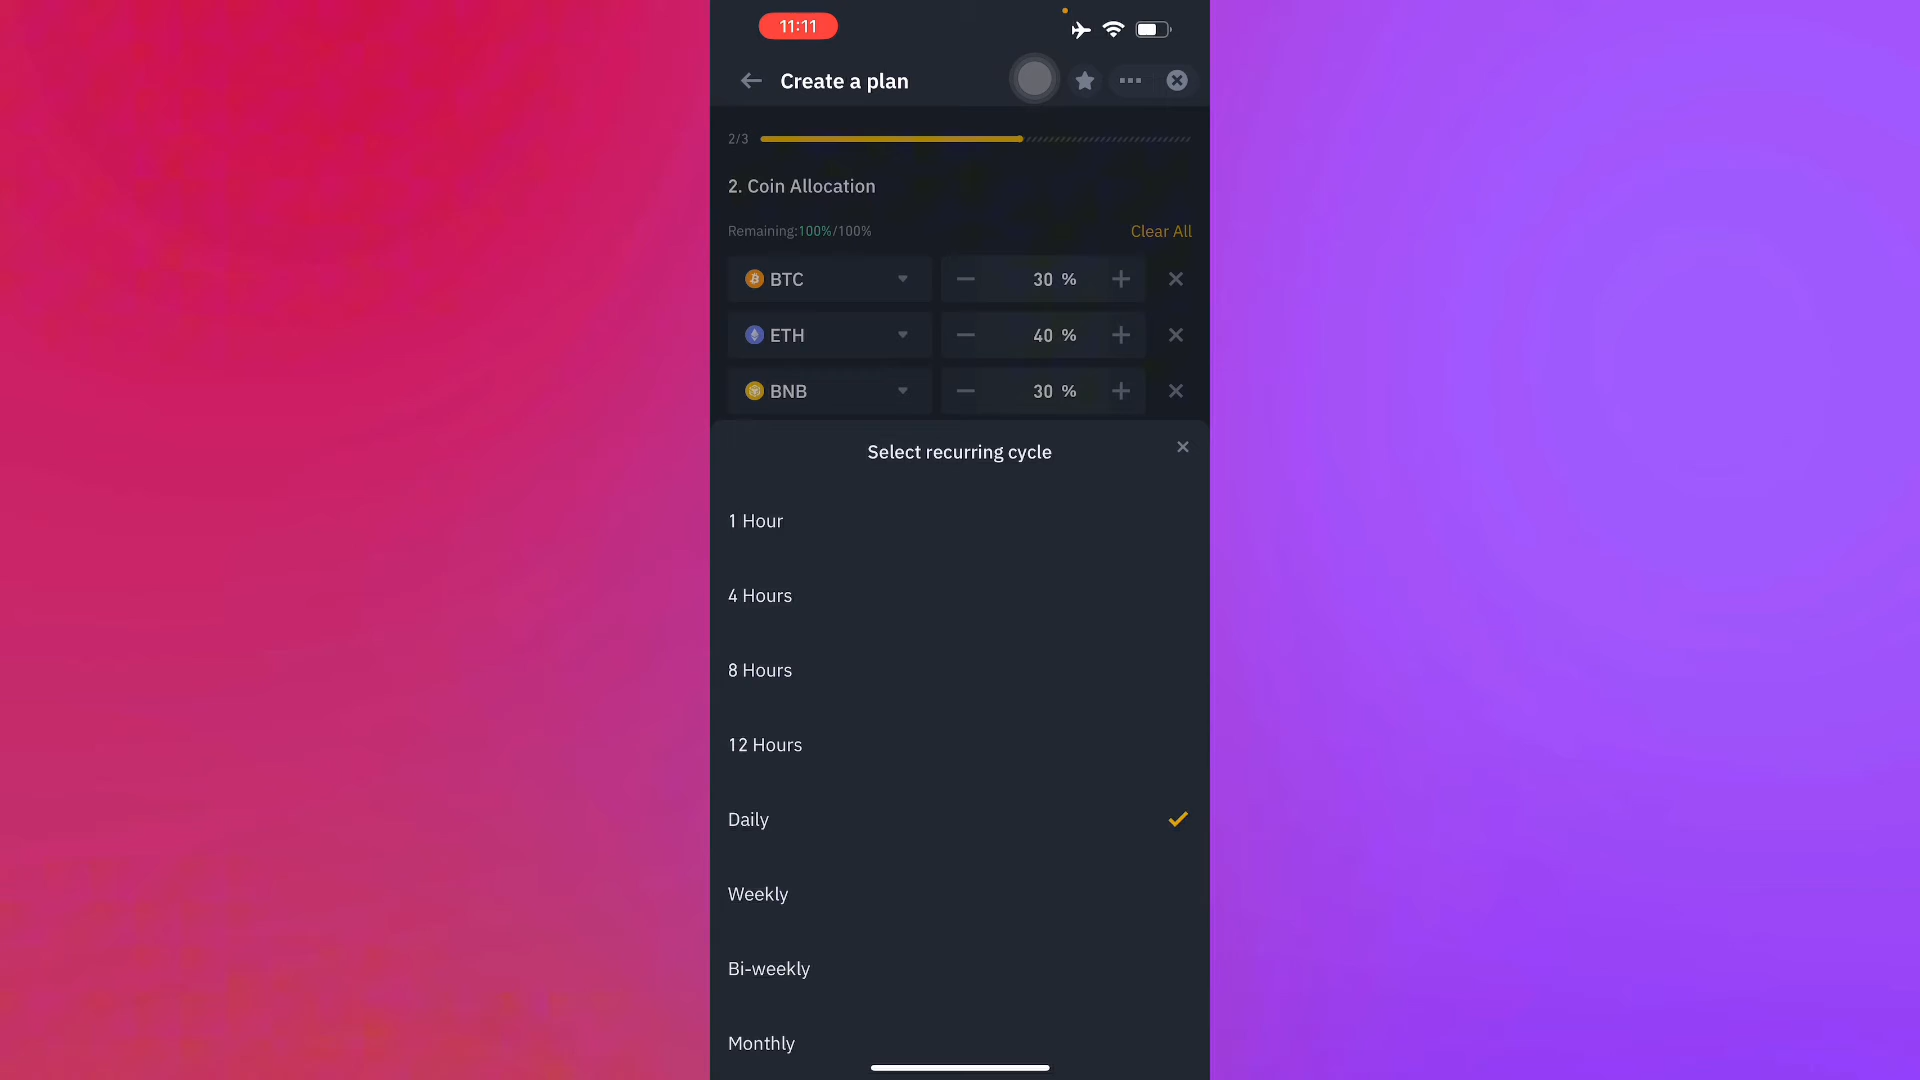 11:11
Create a plan
2/3
2. Coin Allocation
Remaining:100%/100% Clear All
BTC 30 %
ETH 40 %
BNB 30 %
Select recurring cycle
1 Hour
4 Hours
8 Hours
12 Hours
Daily
Weekly
Bi-weekly
Monthly